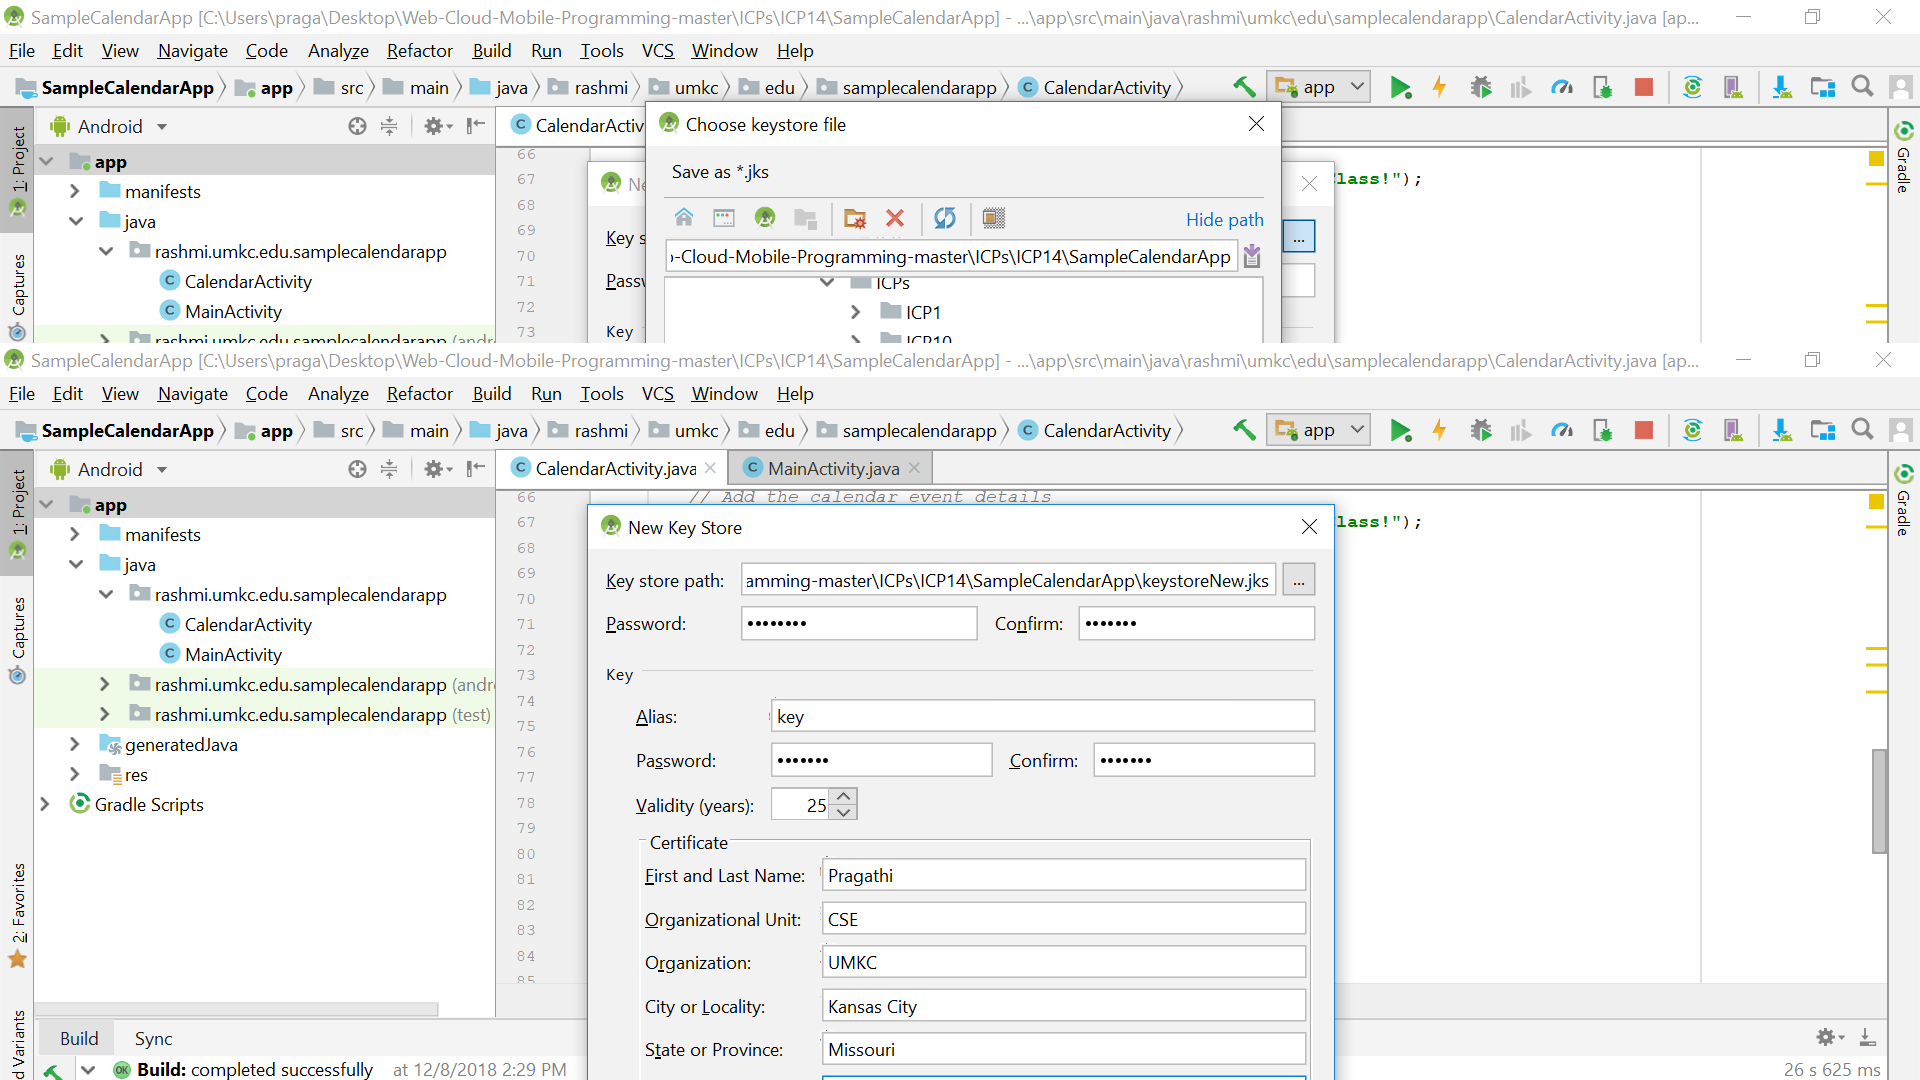 SampleCalendarApp [C:\Users\praga\Desktop\Web-Cloud-Mobile-Programming-master\ICPs\ICP14\SampleCalendarApp] - ...\app\src\main\java\rashmi\umkc\edu\samplecalendarapp\CalendarActivity.java [ap...
File Edit View Navigate Code Analyze Refactor Build Run Tools VCS Window Help
SampleCalendarApp app src main java rashmi umkc edu samplecalendarapp CalendarActivity app
1: Project
Captures
Android
app
manifests
java
rashmi.umkc.edu.samplecalendarapp
CalendarActivity
MainActivity
rashmi.umkc.edu.samplecalendarapp (and
CalendarActiv
66
67
68
69
70
71
72
73
lass!");
Gradle
Ne
Key s
Passw
Key
...
Choose keystore file
Save as *.jks
Hide path
-Cloud-Mobile-Programming-master\ICPs\ICP14\SampleCalendarApp
ICPs
ICP1
ICP10
SampleCalendarApp [C:\Users\praga\Desktop\Web-Cloud-Mobile-Programming-master\ICPs\ICP14\SampleCalendarApp] - ...\app\src\main\java\rashmi\umkc\edu\samplecalendarapp\CalendarActivity.java [ap...
File Edit View Navigate Code Analyze Refactor Build Run Tools VCS Window Help
SampleCalendarApp app src main java rashmi umkc edu samplecalendarapp CalendarActivity app
1: Project
Captures
2: Favorites
d Variants
Android
app
manifests
java
rashmi.umkc.edu.samplecalendarapp
CalendarActivity
MainActivity
rashmi.umkc.edu.samplecalendarapp (andr
rashmi.umkc.edu.samplecalendarapp (test)
generatedJava
res
Gradle Scripts
CalendarActivity.java MainActivity.java
66 // Add the calendar event details
67 lass!");
68
69
70
71
72
73
74
75
76
77
78
79
80
81
82
83
84
85
Gradle
New Key Store
Key store path: amming-master\ICPs\ICP14\SampleCalendarApp\keystoreNew.jks ...
Password: •••••••• Confirm: •••••••
Key
Alias: key
Password: ••••••• Confirm: •••••••
Validity (years): 25
Certificate
First and Last Name: Pragathi
Organizational Unit: CSE
Organization: UMKC
City or Locality: Kansas City
State or Province: Missouri
Build Sync
Build: completed successfully at 12/8/2018 2:29 PM 26 s 625 ms